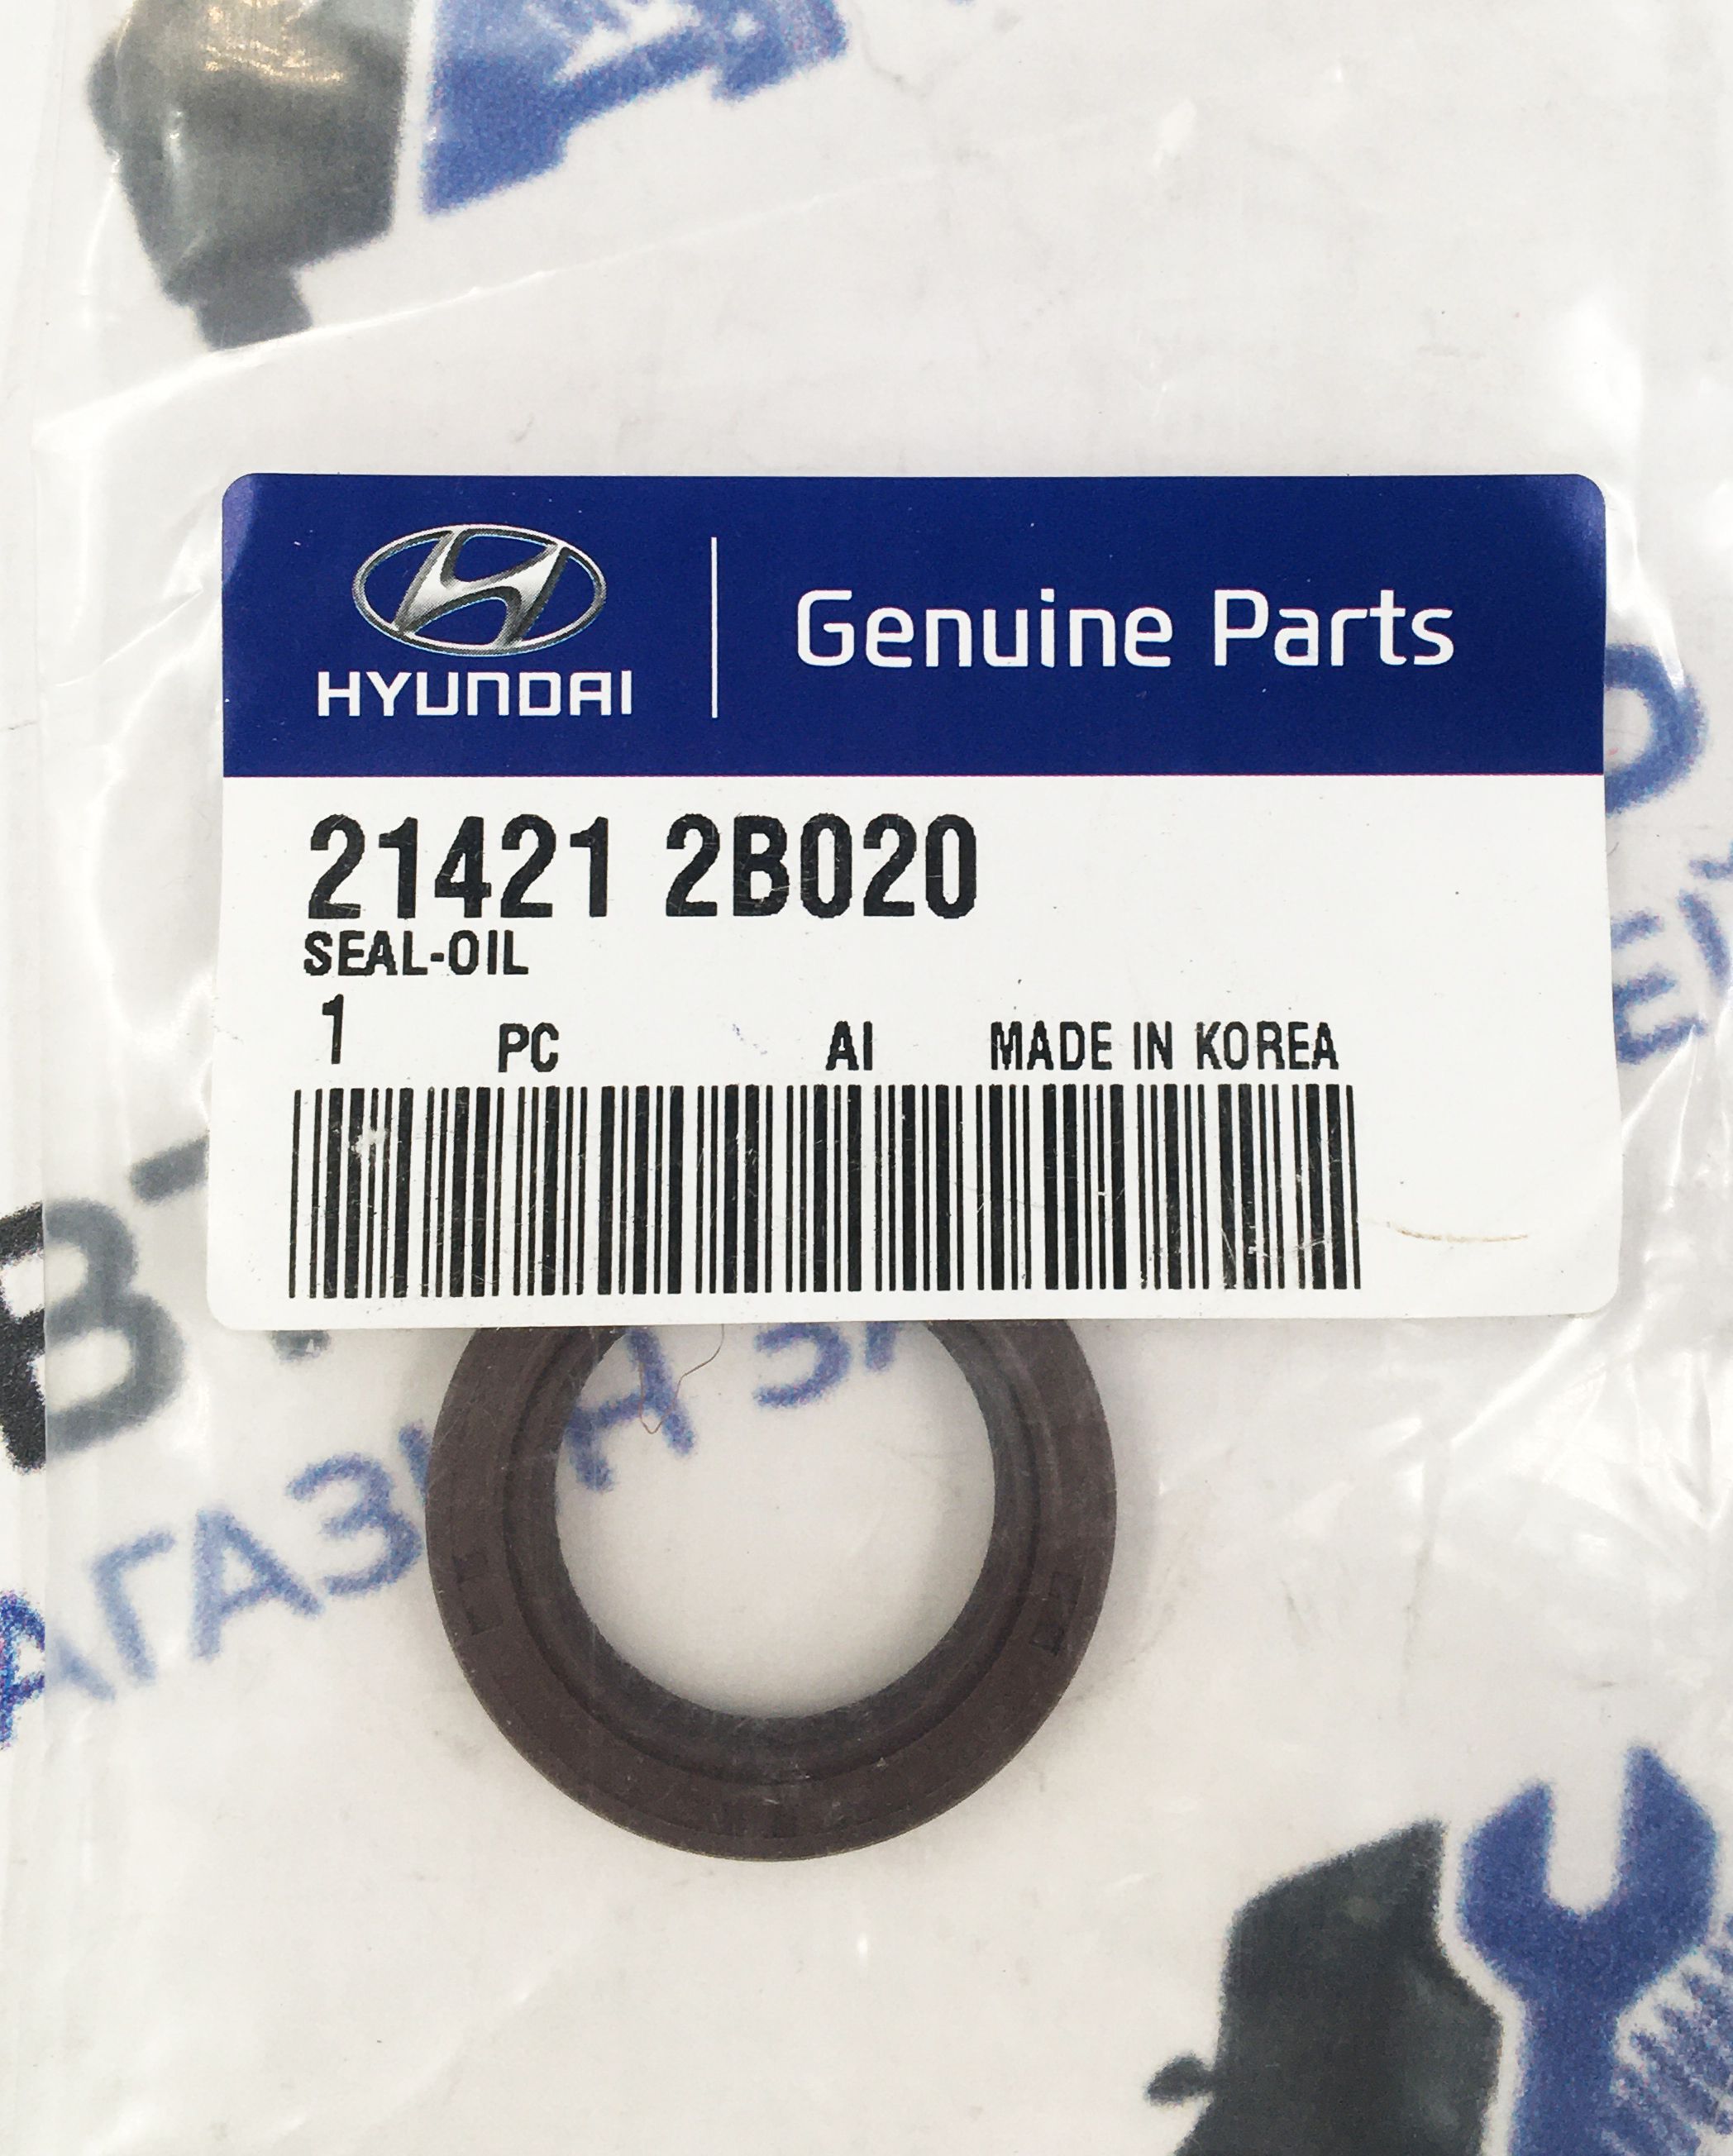 HYUNDAI
Genuine Parts
21421 2B020
SEAL-OIL
1 PC AI MADE IN KOREA